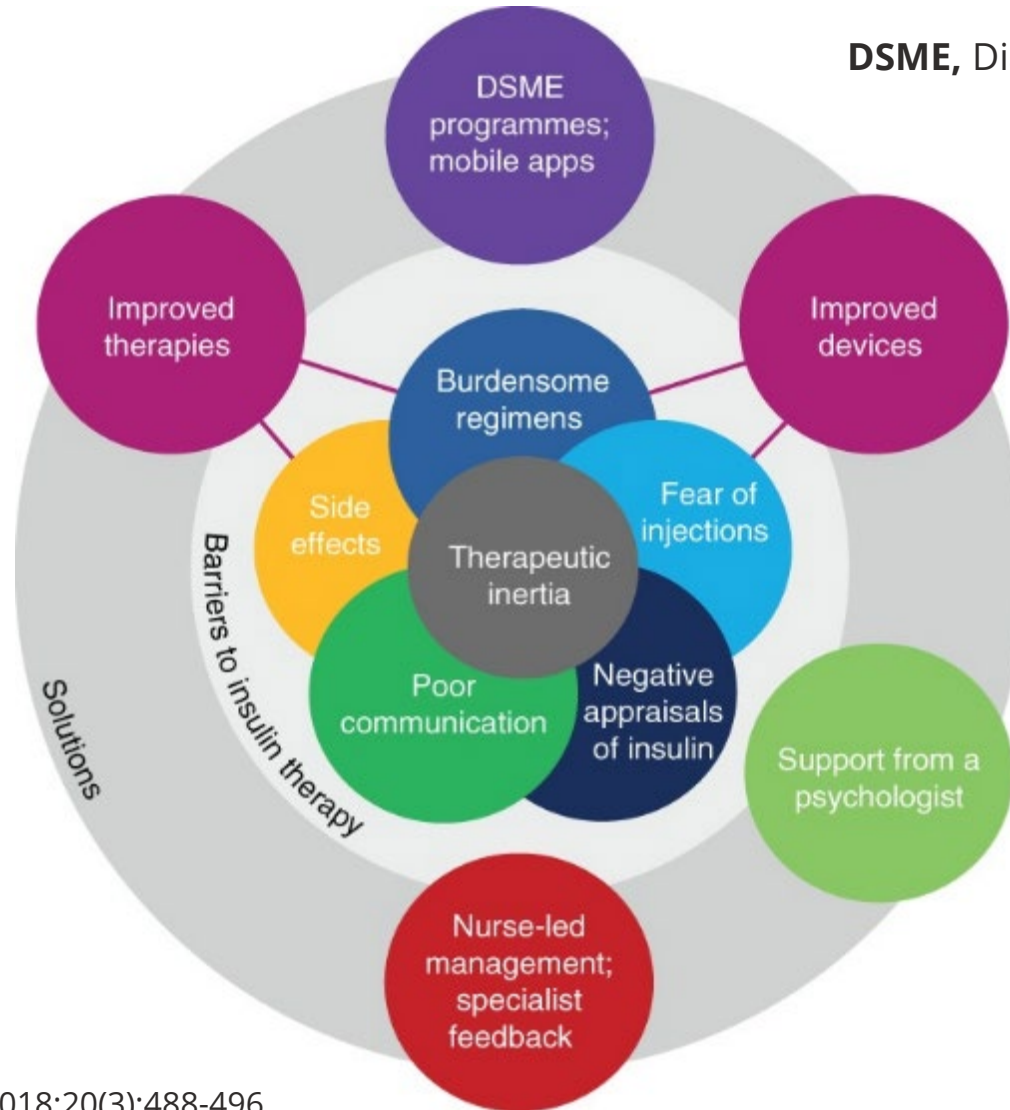 DSME, Di
DSME
programmes;
mobile apps
Improved
therapies
Improved
devices
Burdensome
regimens
Side
effects
Fear of
injections
Therapeutic
inertia
Poor
communication
Negative
appraisals
of insulin
Barriers to insulin therapy
Solutions
Support from a
psychologist
Nurse-led
management;
specialist
feedback
018;20(3):488-496